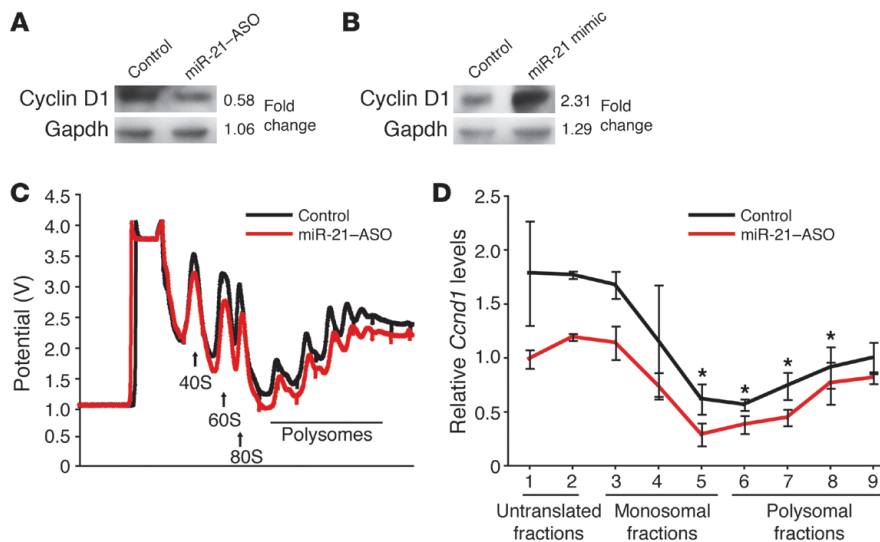 A
Control
miR-21–ASO
Cyclin D1
0.58
Gapdh
1.06
Fold
change
B
Control
miR-21 mimic
Cyclin D1
2.31
Gapdh
1.29
Fold
change
C
Potential (V)
4.5
4.0
3.5
3.0
2.5
2.0
1.5
1.0
0.5
0
Control
miR-21–ASO
40S
60S
80S
Polysomes
D
Relative Ccnd1 levels
2.5
2.0
1.5
1.0
0.5
0
Control
miR-21–ASO
* * * *
1 2 3 4 5 6 7 8 9
Untranslated
fractions
Monosomal
fractions
Polysomal
fractions